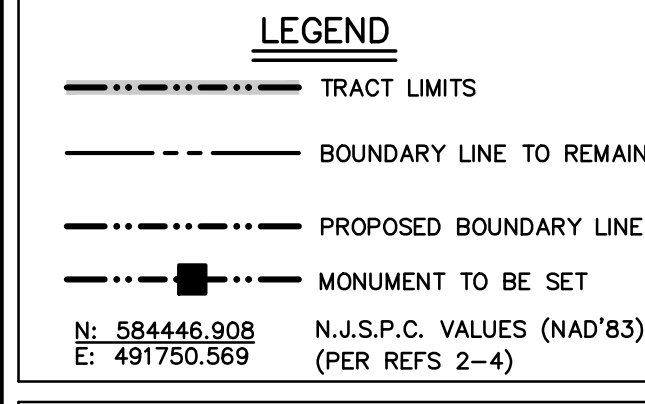 LEGEND
TRACT LIMITS
BOUNDARY LINE TO REMAIN
PROPOSED BOUNDARY LINE
MONUMENT TO BE SET
N: 584446.908 N.J.S.P.C. VALUES (NAD'83)
E: 491750.569 (PER REFS 2-4)